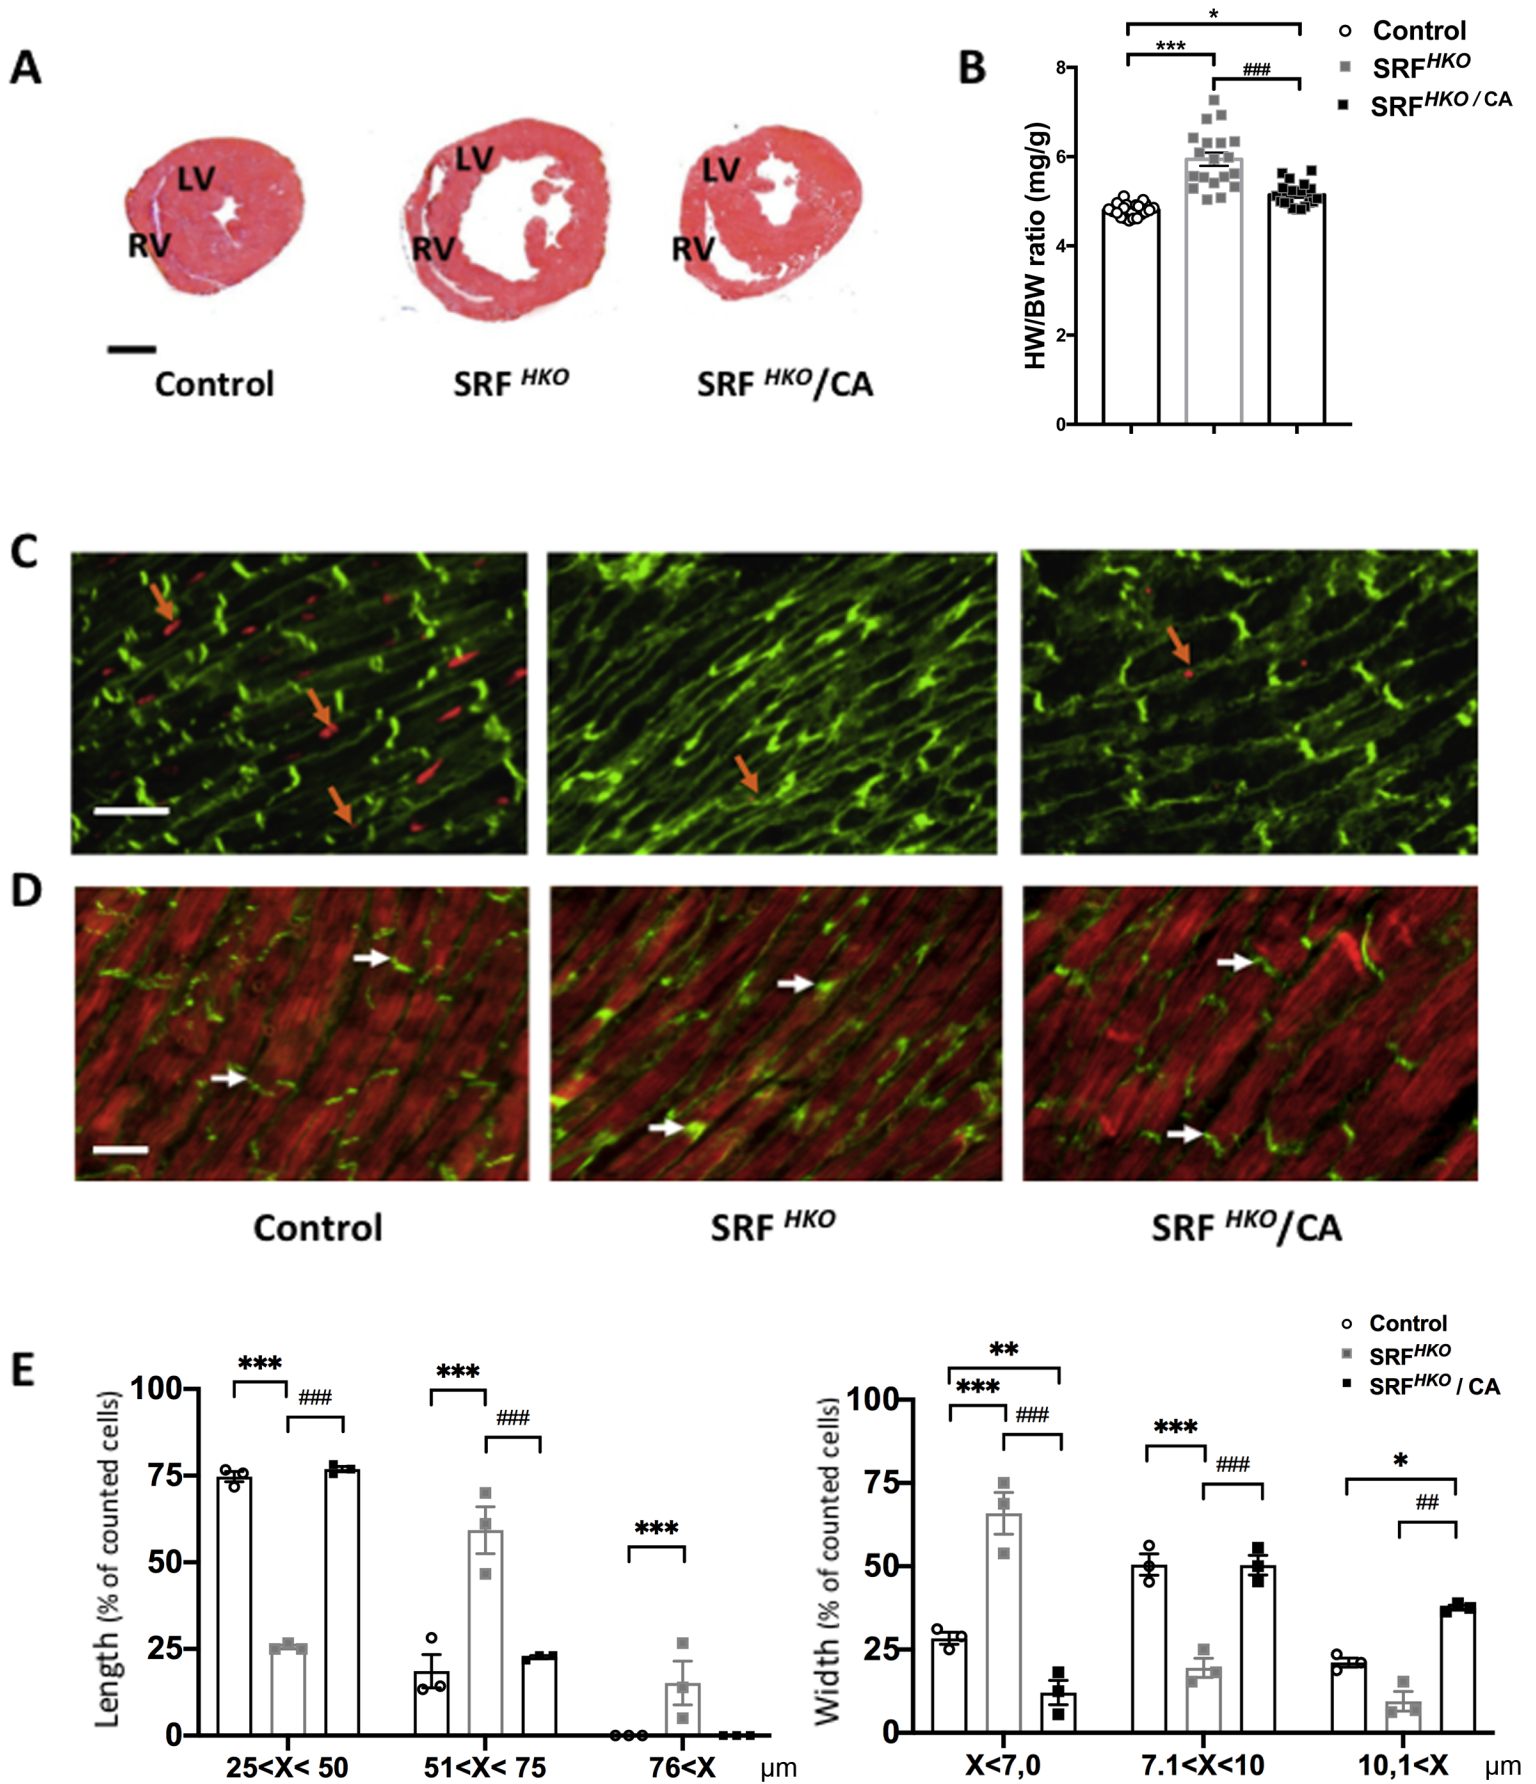 A
LV
RV
LV
RV
LV
RV
Control
SRF HKO
SRF HKO/CA
B
*
***
###
Control
SRFHKO
SRFHKO / CA
HW/BW ratio (mg/g)
8
6
4
2
0
C
D
Control
SRF HKO
SRF HKO/CA
E
Length (% of counted cells)
100
75
50
25
0
***
###
***
###
***
25<X< 50
51<X< 75
76<X
µm
Control
SRFHKO
SRFHKO / CA
Width (% of counted cells)
100
75
50
25
0
**
***
###
***
###
*
##
X<7,0
7.1<X<10
10,1<X
µm